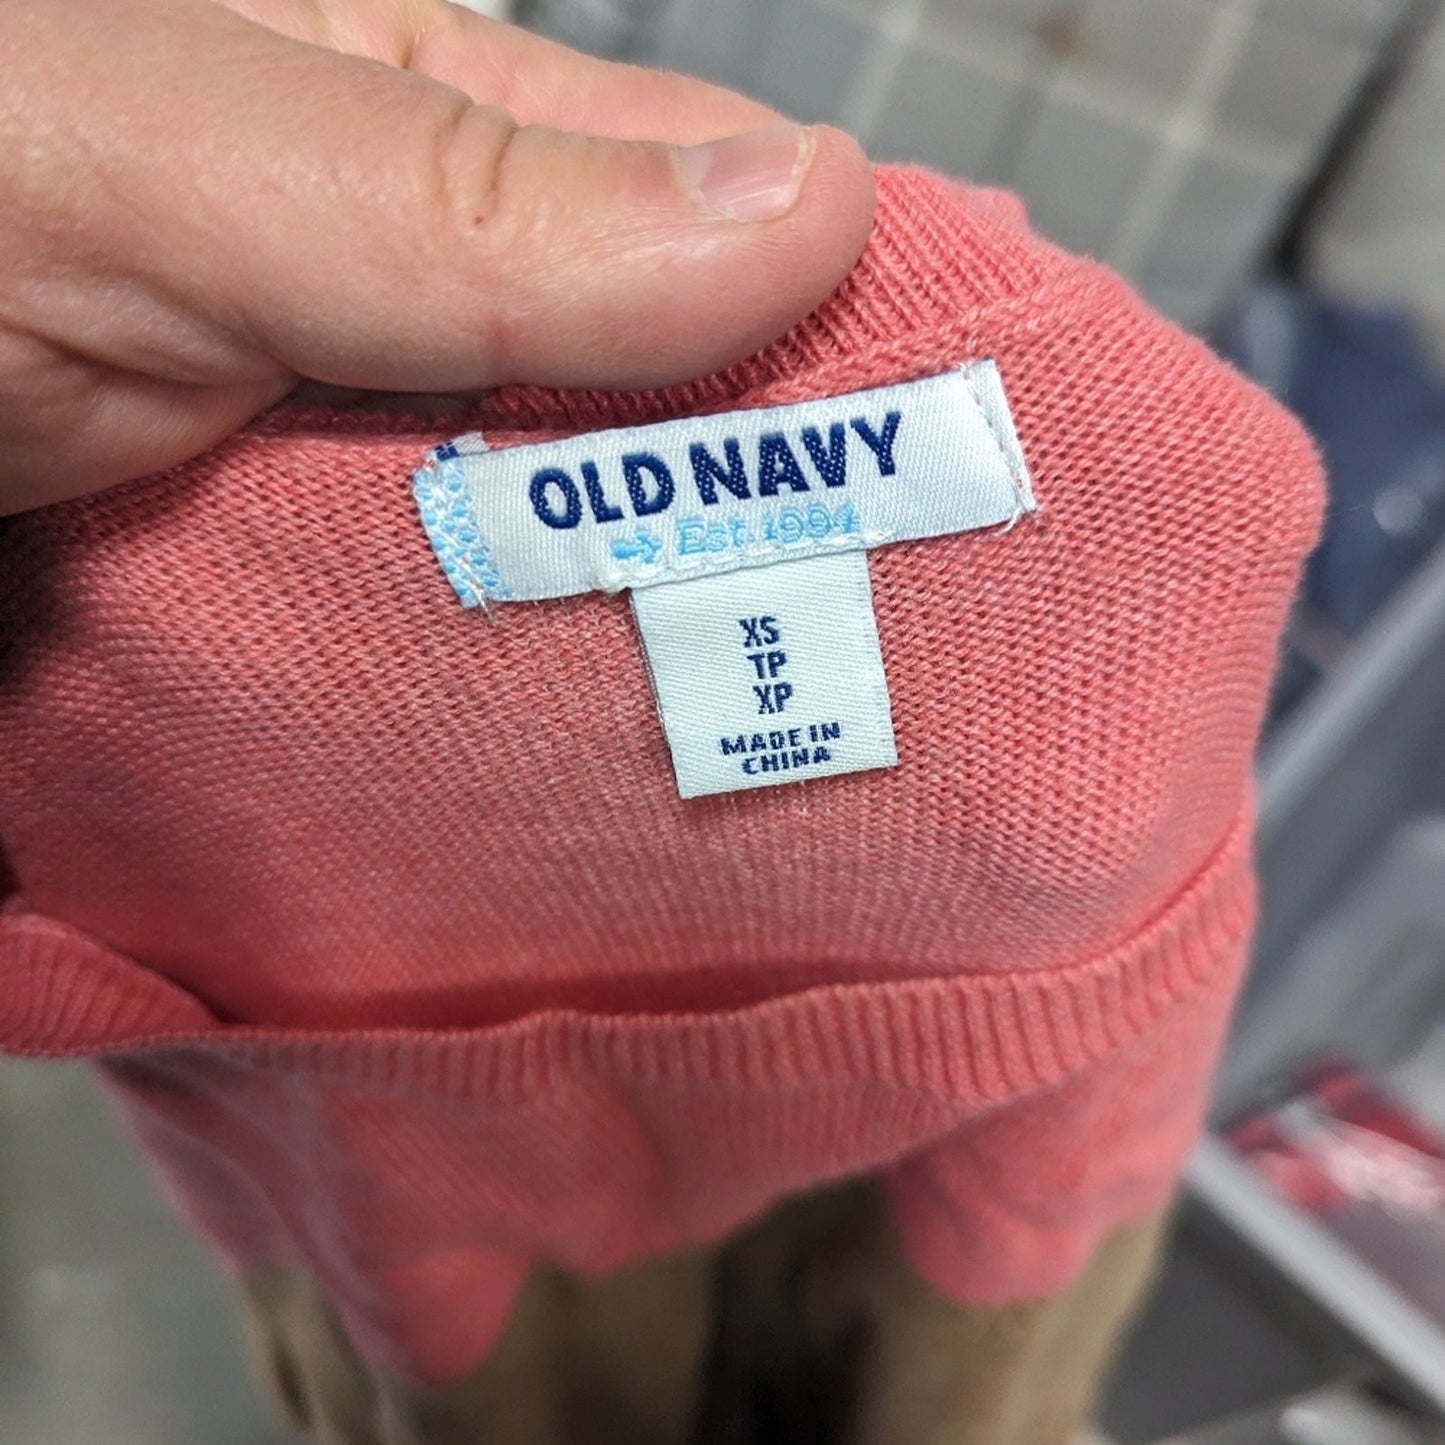 OLD NAVY
Est. 1994
XS
TP
XP
MADE IN
CHINA